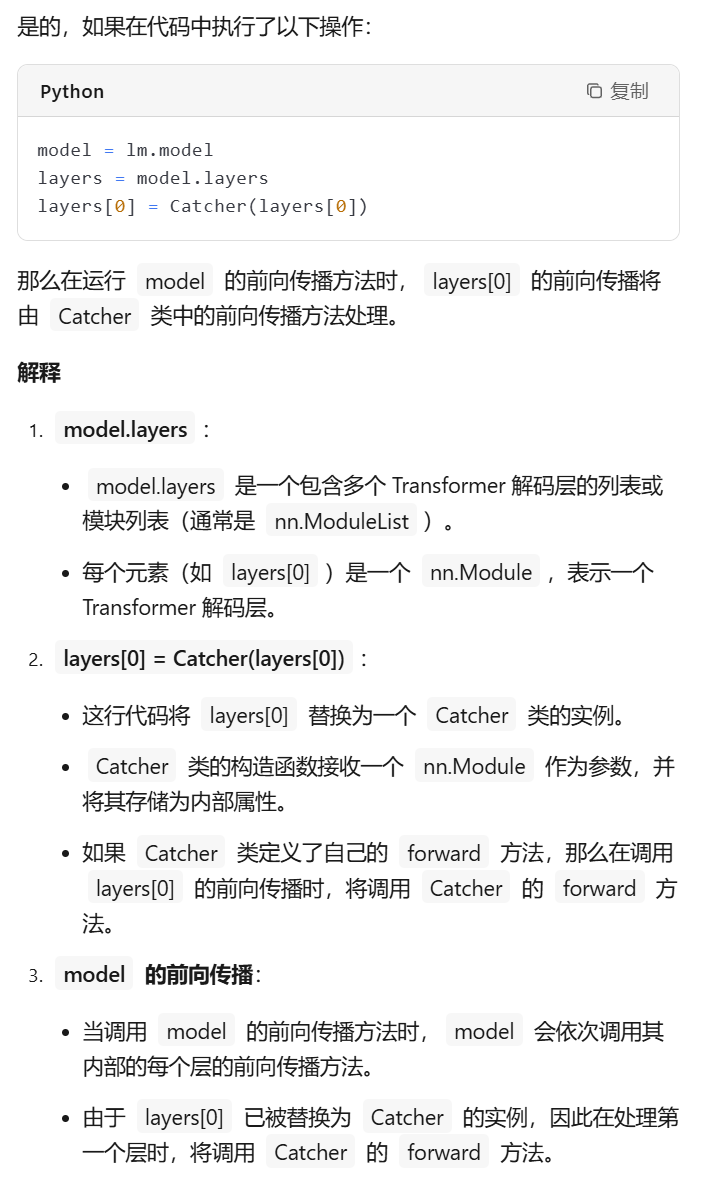 是的，如果在代码中执行了以下操作：
Python
复制
model = lm.model
layers = model.layers
layers[0] = Catcher(layers[0])
那么在运行 model 的前向传播方法时， layers[0] 的前向传播将
由 Catcher 类中的前向传播方法处理。
解释
1. model.layers ：
• model.layers 是一个包含多个 Transformer 解码层的列表或
模块列表（通常是 nn.ModuleList ）。
• 每个元素（如 layers[0] ）是一个 nn.Module ，表示一个
Transformer 解码层。
2. layers[0] = Catcher(layers[0]) ：
• 这行代码将 layers[0] 替换为一个 Catcher 类的实例。
• Catcher 类的构造函数接收一个 nn.Module 作为参数，并
将其存储为内部属性。
• 如果 Catcher 类定义了自己的 forward 方法，那么在调用
layers[0] 的前向传播时，将调用 Catcher 的 forward 方
法。
3. model 的前向传播：
• 当调用 model 的前向传播方法时， model 会依次调用其
内部的每个层的前向传播方法。
• 由于 layers[0] 已被替换为 Catcher 的实例，因此在处理第
一个层时，将调用 Catcher 的 forward 方法。